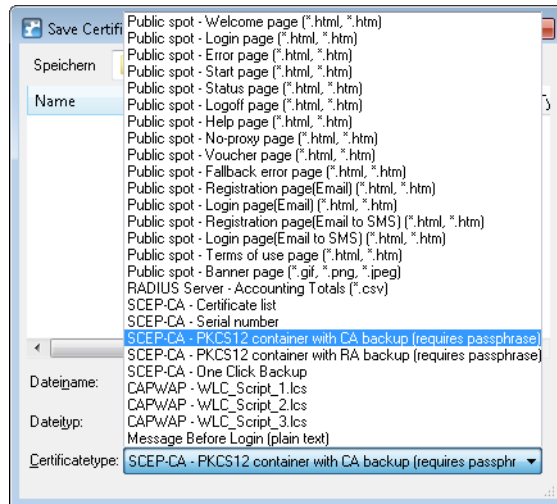 Save Certifi
Speichern
Name
Public spot - Welcome page (*.html, *.htm)
Public spot - Login page (*.html, *.htm)
Public spot - Error page (*.html, *.htm)
Public spot - Start page (*.html, *.htm)
Public spot - Status page (*.html, *.htm)
Public spot - Logoff page (*.html, *.htm)
Public spot - Help page (*.html, *.htm)
Public spot - No-proxy page (*.html, *.htm)
Public spot - Voucher page (*.html, *.htm)
Public spot - Fallback error page (*.html, *.htm)
Public spot - Registration page(Email) (*.html, *.htm)
Public spot - Login page(Email) (*.html, *.htm)
Public spot - Registration page(Email to SMS) (*.html, *.htm)
Public spot - Login page(Email to SMS) (*.html, *.htm)
Public spot - Terms of use page (*.html, *.htm)
Public spot - Banner page (*.gif, *.png, *.jpeg)
RADIUS Server - Accounting Totals (*.csv)
SCEP-CA - Certificate list
SCEP-CA - Serial number
SCEP-CA - PKCS12 container with CA backup (requires passphrase)
SCEP-CA - PKCS12 container with RA backup (requires passphrase)
SCEP-CA - One Click Backup
CAPWAP - WLC_Script_1.lcs
CAPWAP - WLC_Script_2.lcs
CAPWAP - WLC_Script_3.lcs
Message Before Login (plain text)
Dateiname:
Dateityp:
Certificatetype: SCEP-CA - PKCS12 container with CA backup (requires passphr